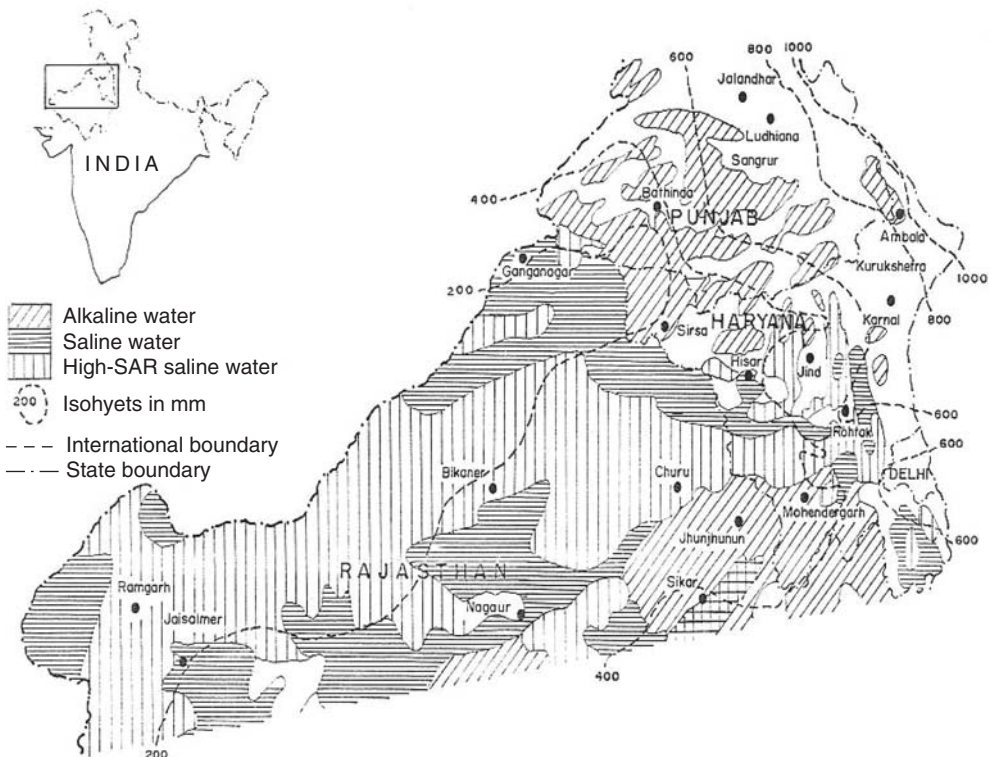 INDIA
Alkaline water
Saline water
High-SAR saline water
200
Isohyets in mm
International boundary
State boundary
800
1000
600
Jalandhar
Ludhiana
Sangrur
400
Bathinda
PUNJAB
Ambala
Kurukshetra
1000
Ganganagar
200
Karnal
800
Sirsa
HARYANA
Hisar
Jind
600
Rohtak
600
Bikaner
Churu
DELHI
Mohendergarh
Jhunjhunun
600
RAJASTHAN
Sikar
Ramgarh
Nagaur
Jaisalmer
400
200